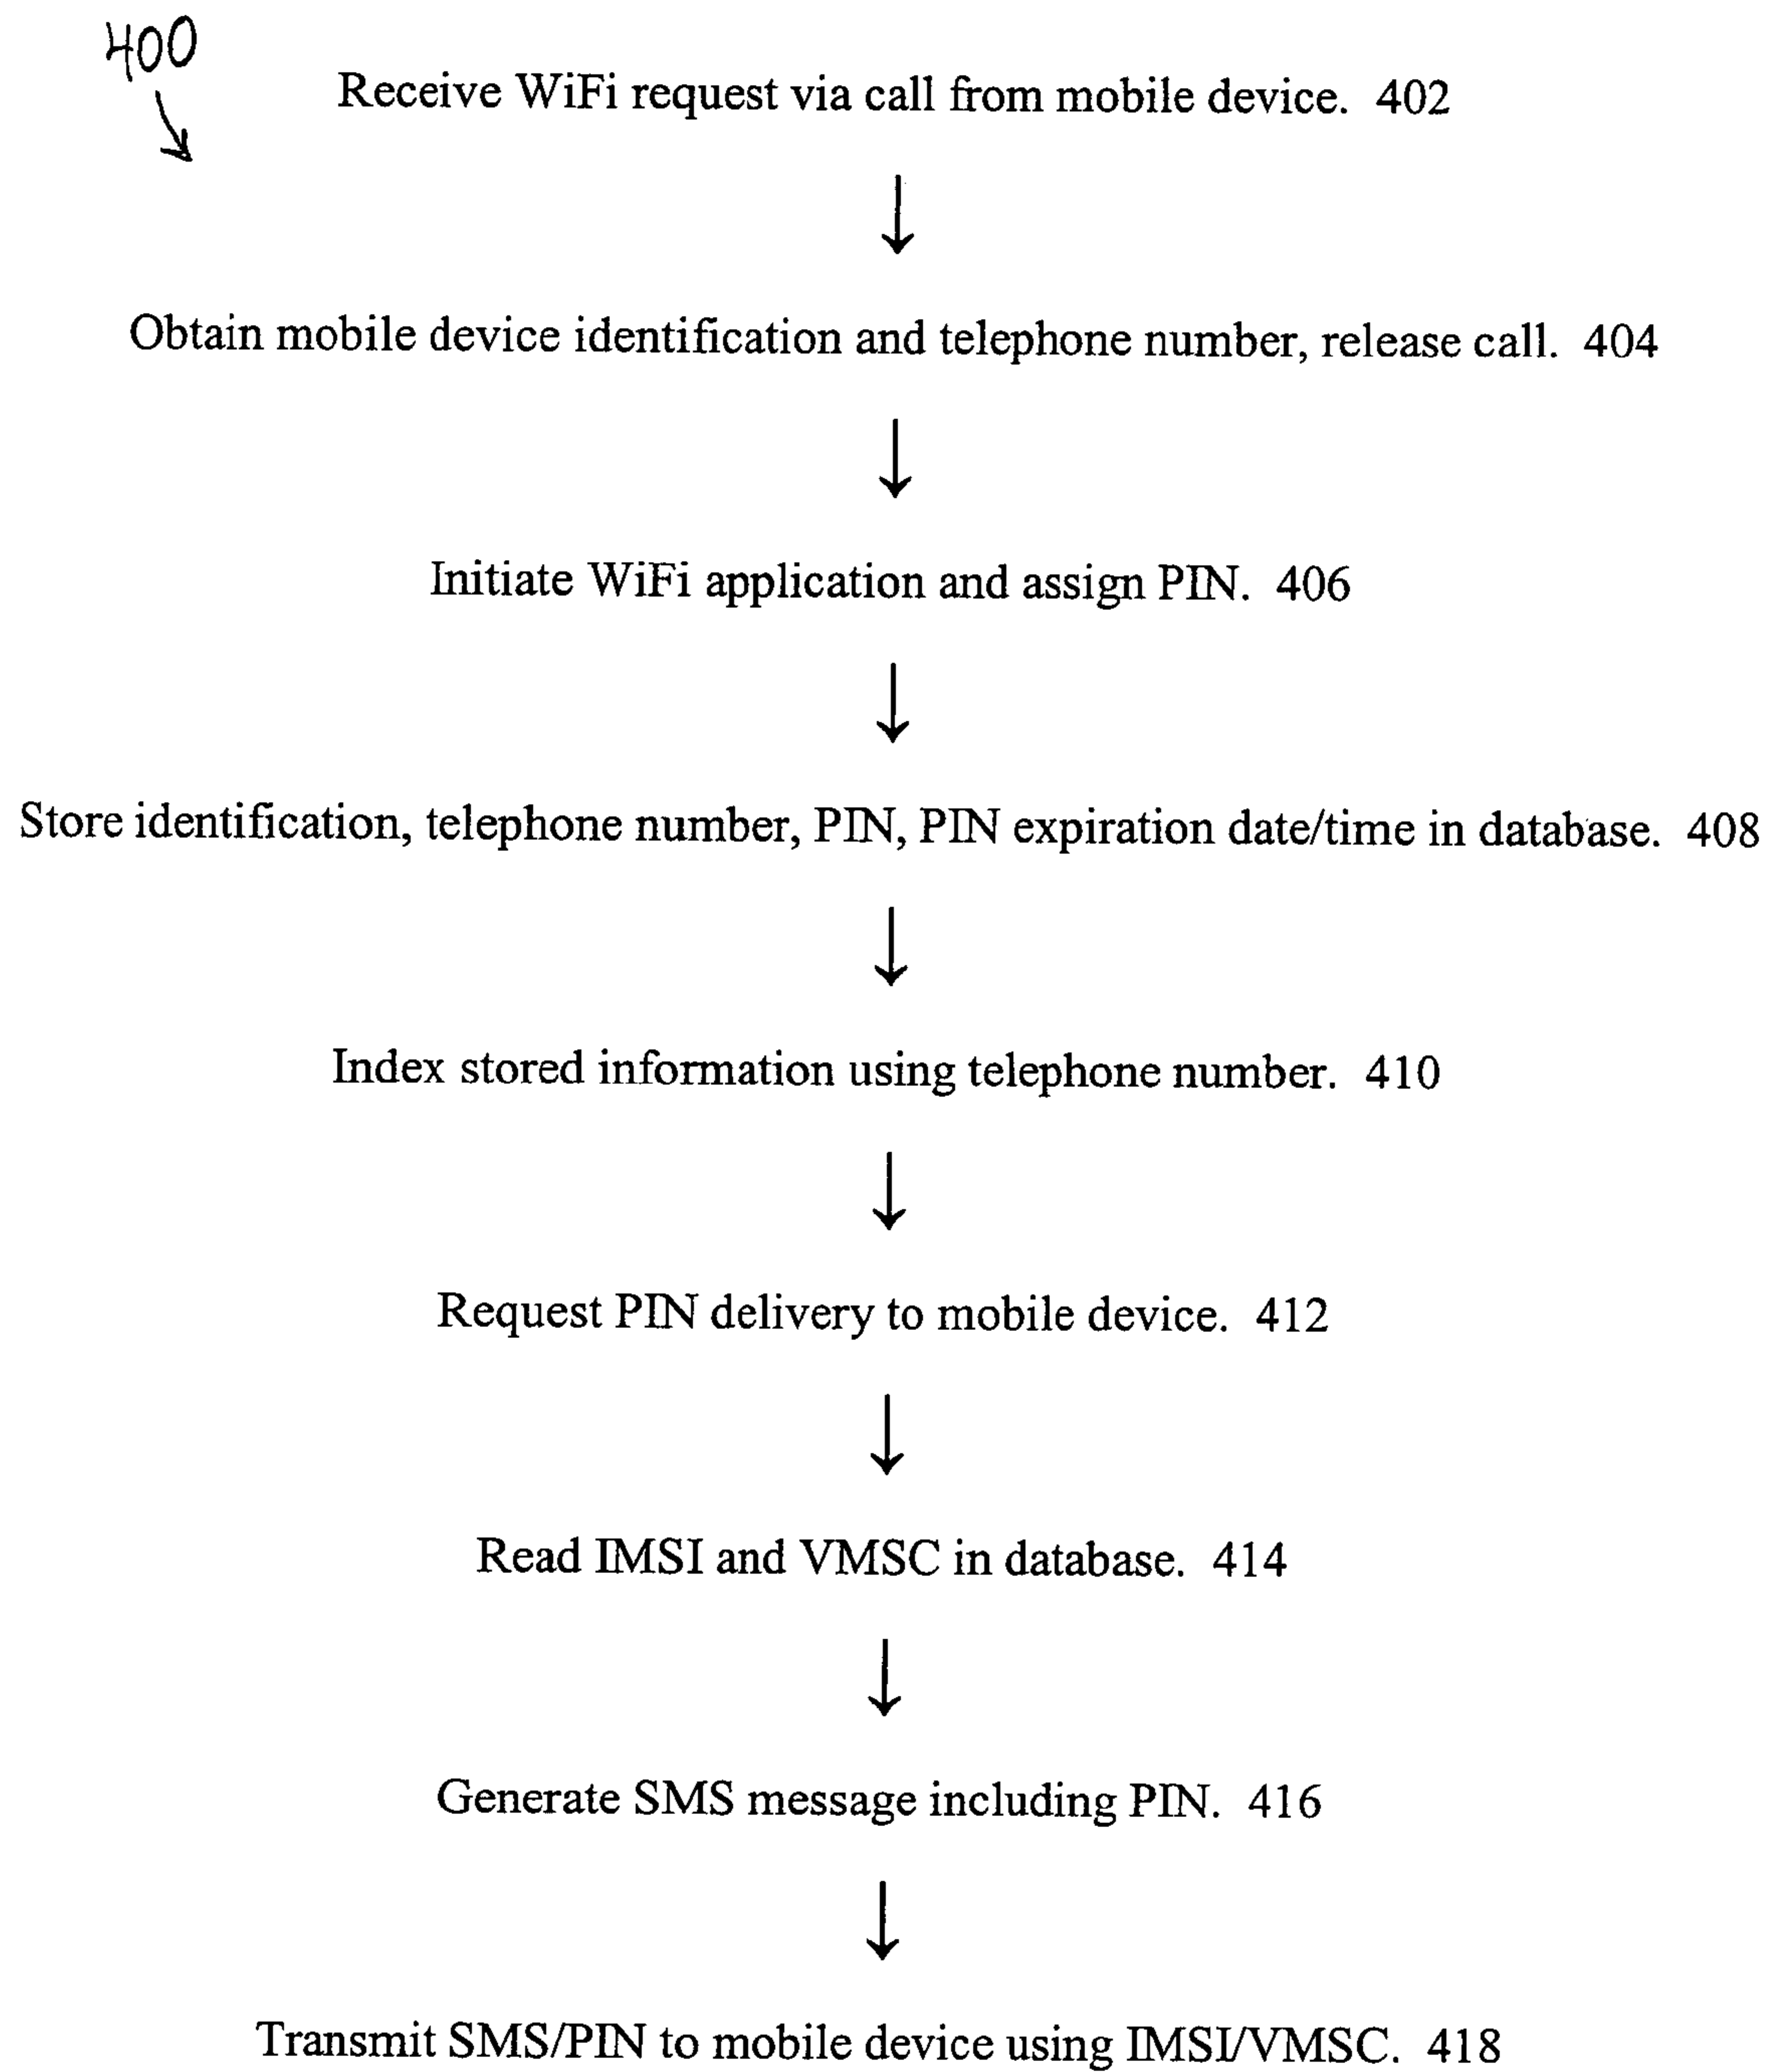 400
Receive WiFi request via call from mobile device. 402
Obtain mobile device identification and telephone number, release call. 404
Initiate WiFi application and assign PIN. 406
Store identification, telephone number, PIN, PIN expiration date/time in database. 408
Index stored information using telephone number. 410
Request PIN delivery to mobile device. 412
Read IMSI and VMSC in database. 414
Generate SMS message including PIN. 416
Transmit SMS/PIN to mobile device using IMSI/VMSC. 418